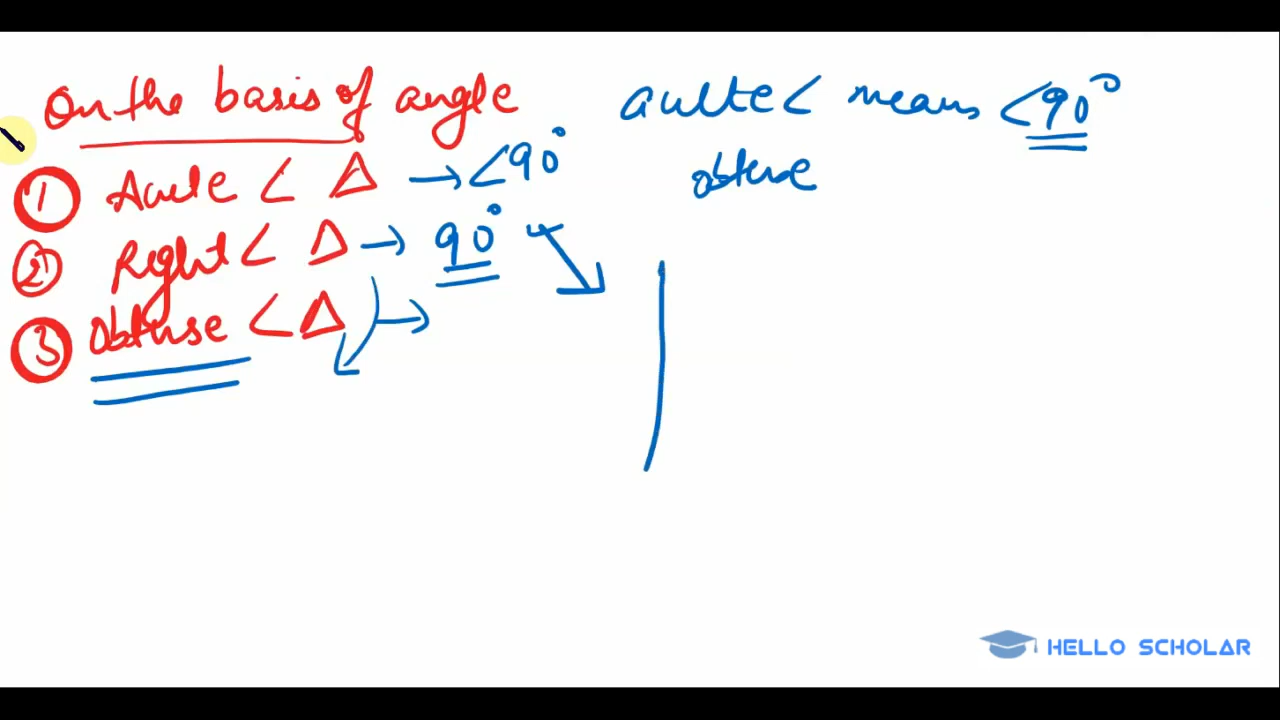 On the basis of angle
① Acute < Δ → <90°
② Right < Δ → 90°
③ Obtuse < Δ →
aulte < means <90°
obtuse
HELLO SCHOLAR